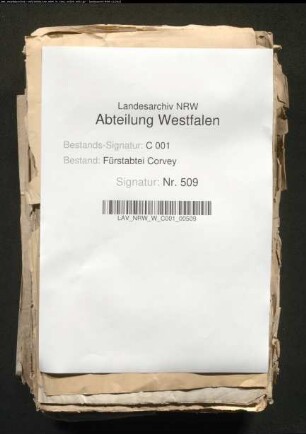 Landesarchiv NRW
Abteilung Westfalen
Bestands-Signatur: C 001
Bestand: Fürstabtei Corvey
Signatur: Nr. 509
LAV_NRW_W_C001_00509